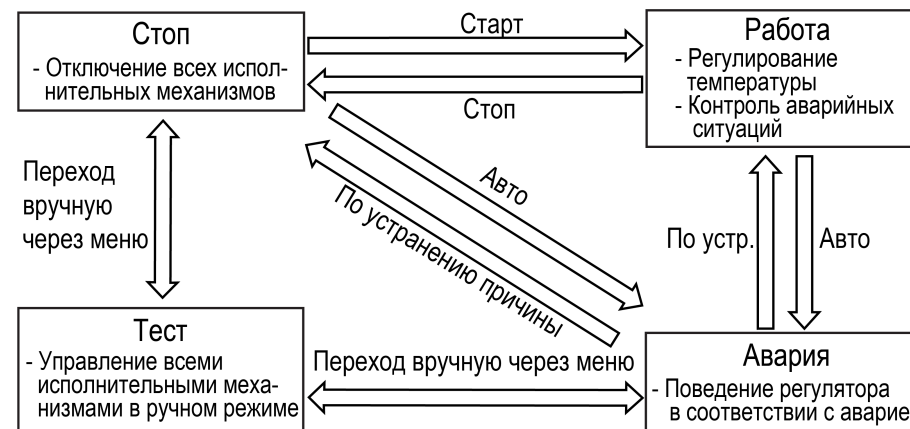 Стоп
- Отключение всех испол-
нительных механизмов
Старт
Стоп
Работа
- Регулирование
температуры
- Контроль аварийных
ситуаций
Переход
вручную
через меню
Авто
По устранению причины
По устр.
Авто
Тест
- Управление всеми
исполнительными меха-
низмами в ручном режиме
Переход вручную через меню
Авария
- Поведение регулятора
в соответствии с аварие